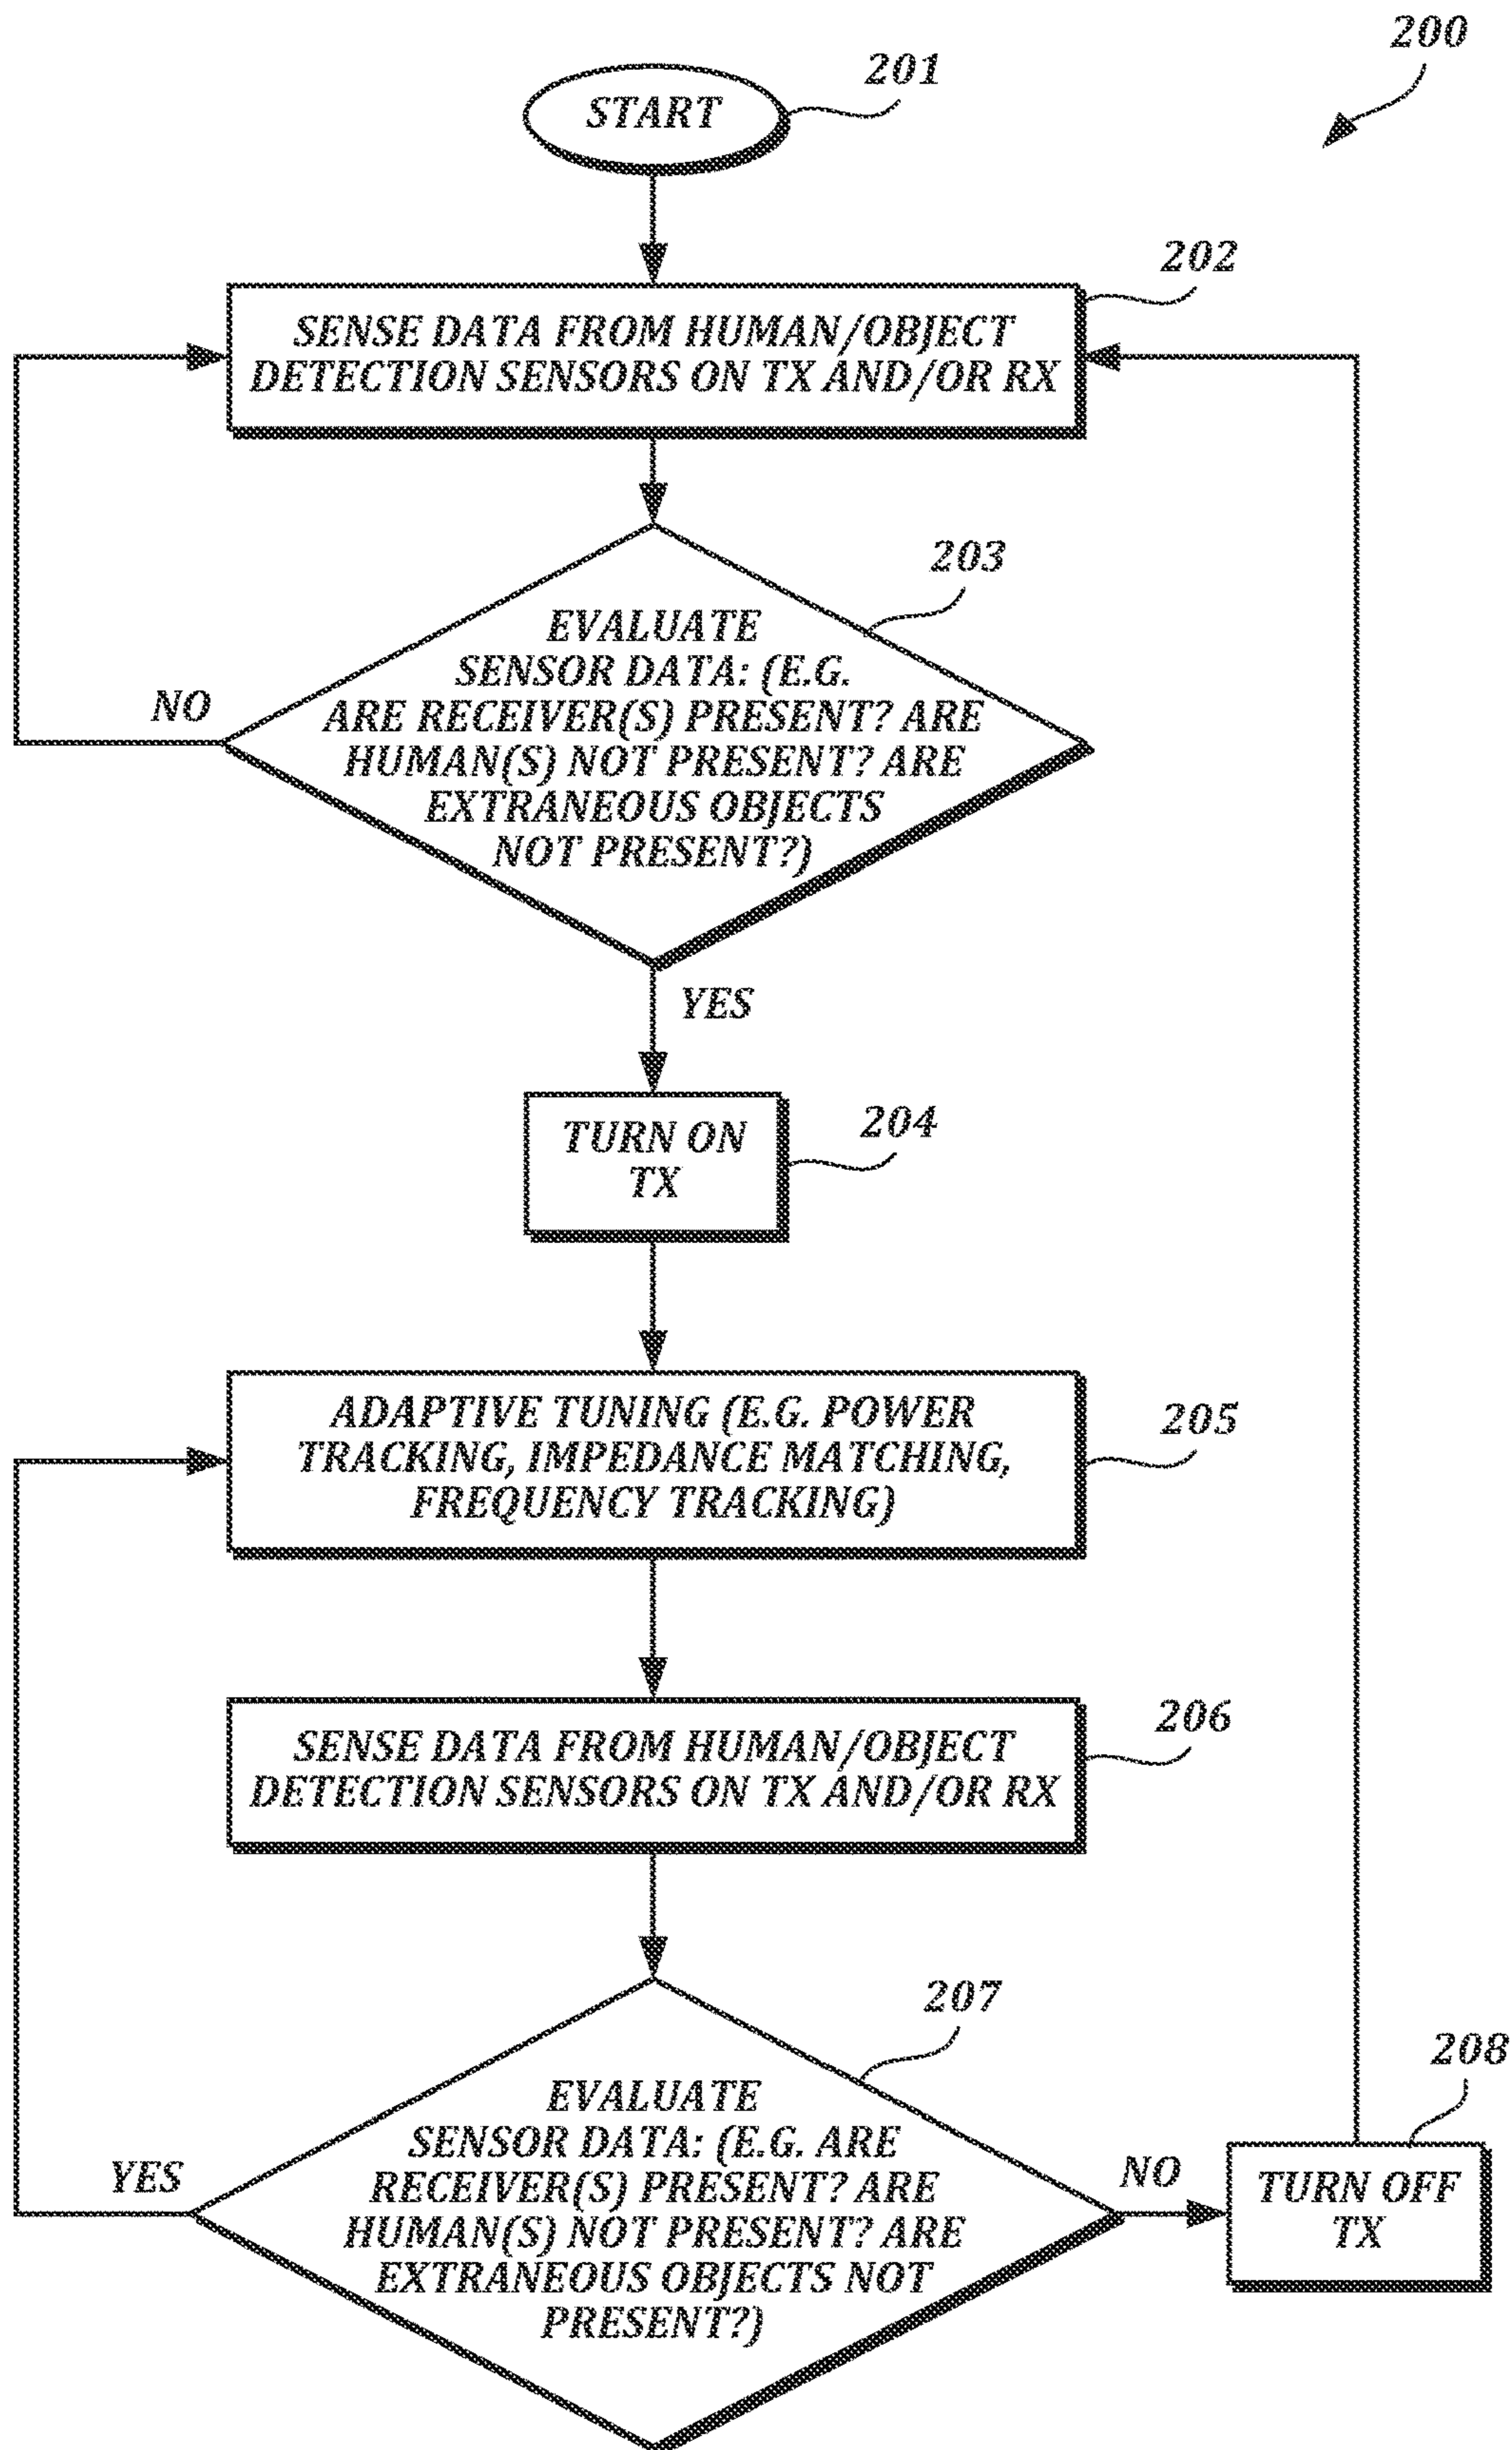 200
201
START
202
SENSE DATA FROM HUMAN/OBJECT
DETECTION SENSORS ON TX AND/OR RX
203
EVALUATE
SENSOR DATA: (E.G.
ARE RECEIVER(S) PRESENT? ARE
HUMAN(S) NOT PRESENT? ARE
EXTRANEOUS OBJECTS
NOT PRESENT?)
NO
YES
204
TURN ON
TX
205
ADAPTIVE TUNING (E.G. POWER
TRACKING, IMPEDANCE MATCHING,
FREQUENCY TRACKING)
206
SENSE DATA FROM HUMAN/OBJECT
DETECTION SENSORS ON TX AND/OR RX
207
EVALUATE
SENSOR DATA: (E.G. ARE
RECEIVER(S) PRESENT? ARE
HUMAN(S) NOT PRESENT? ARE
EXTRANEOUS OBJECTS NOT
PRESENT?)
YES
NO
208
TURN OFF
TX